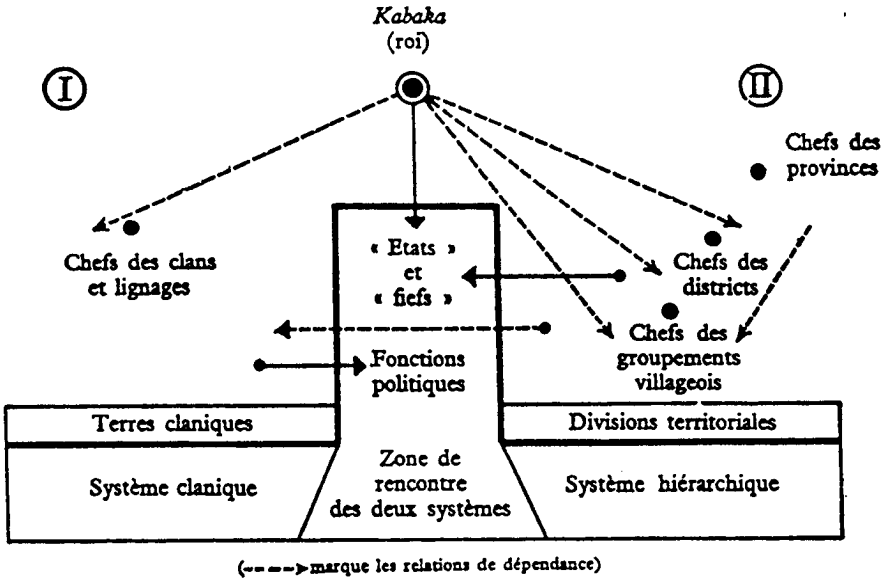 Kabaka
(roi)
I
II
Chefs des
provinces
« Etats »
et
« fiefs »
Chefs des clans
et lignages
Chefs des
districts
Chefs des
groupements
villageois
Fonctions
politiques
Terres claniques
Divisions territoriales
Système clanique
Zone de
rencontre
des deux systèmes
Système hiérarchique
(----> marque les relations de dépendance)